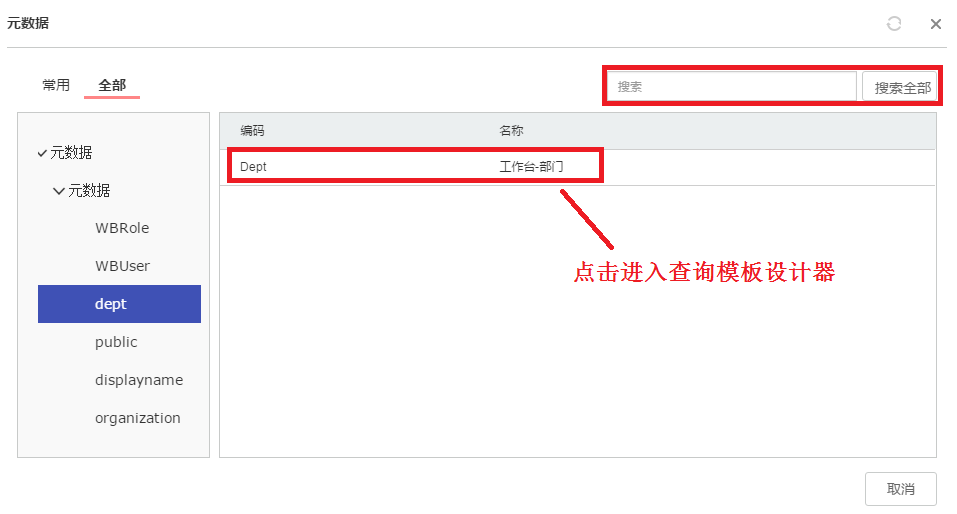 元数据
常用 全部
搜索 搜索全部
元数据
元数据
WBRole
WBUser
dept
public
displayname
organization
编码 名称
Dept 工作台-部门
点击进入查询模板设计器
取消